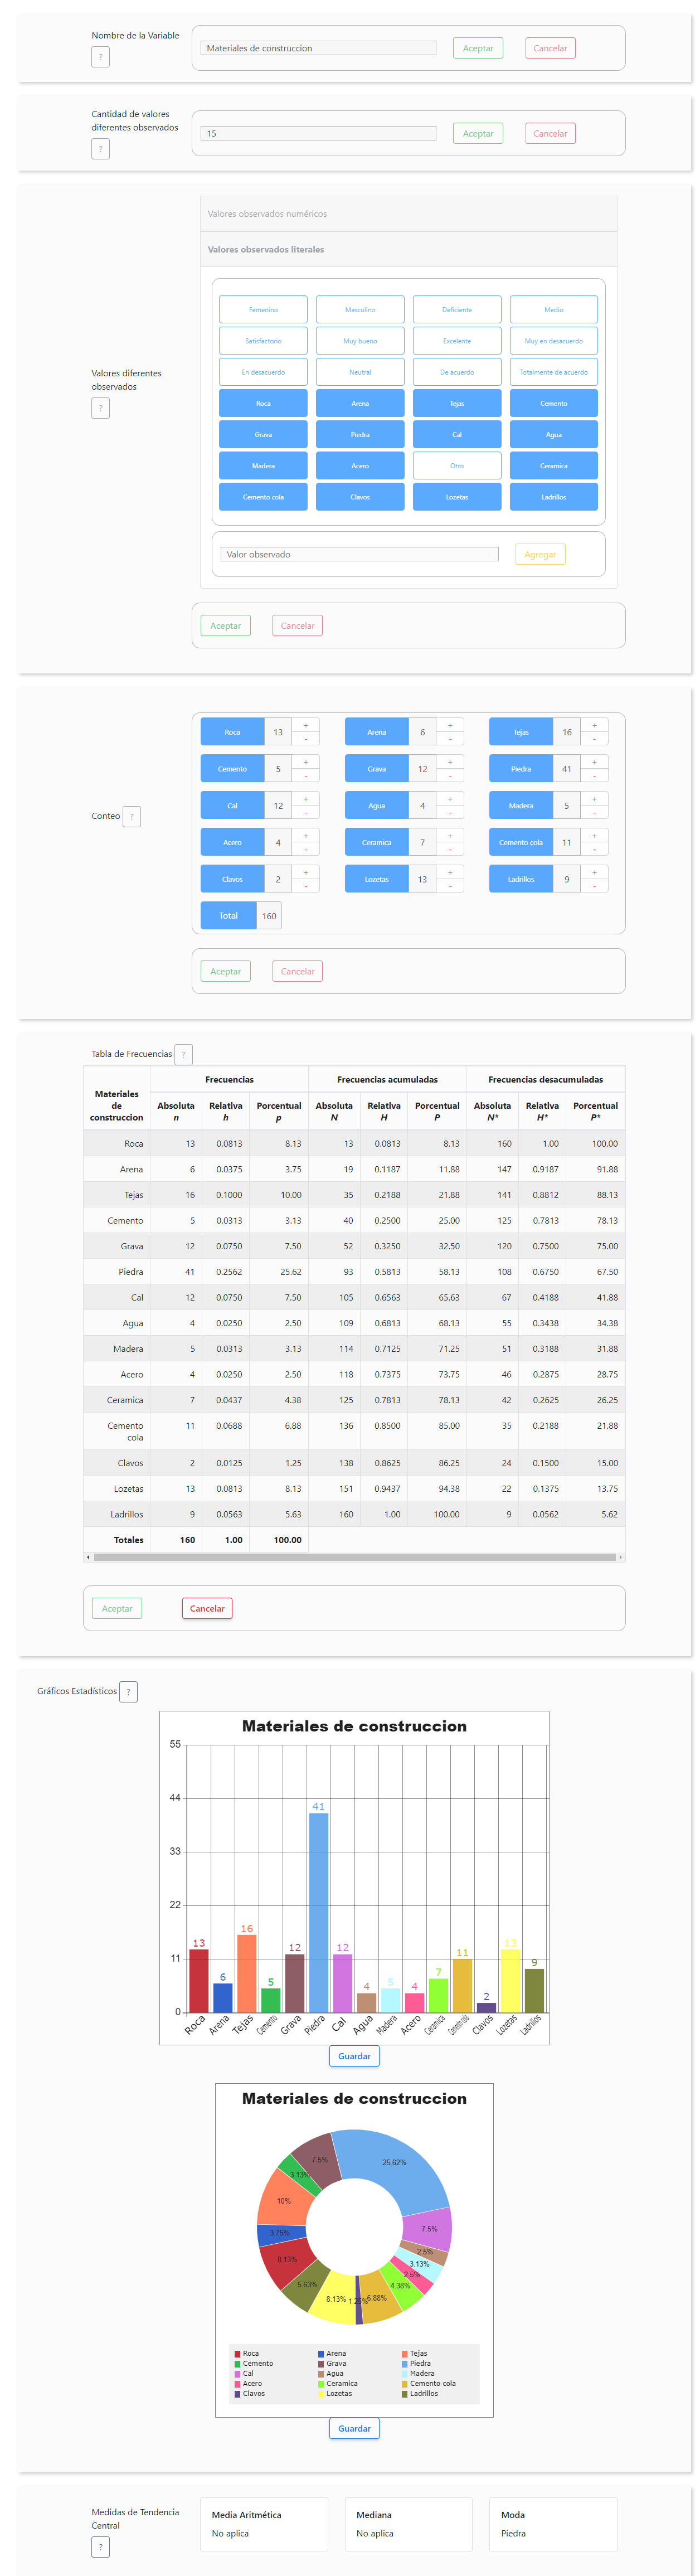 Nombre de la Variable
?
Materiales de construccion
Aceptar
Cancelar
Cantidad de valores
diferentes observados
?
15
Aceptar
Cancelar
Valores diferentes
observados
?
Valores observados numéricos
Valores observados literales
Femenino Masculino Deficiente Medio
Satisfactorio Muy bueno Excelente Muy en desacuerdo
En desacuerdo Neutral De acuerdo Totalmente de acuerdo
Roca Arena Tejas Cemento
Grava Piedra Cal Agua
Madera Acero Otro Ceramica
Cemento cola Clavos Lozetas Ladrillos
Valor observado
Agregar
Aceptar
Cancelar
Conteo ?
Roca 13 + - Arena 6 + - Tejas 16 + -
Cemento 5 + - Grava 12 + - Piedra 41 + -
Cal 12 + - Agua 4 + - Madera 5 + -
Acero 4 + - Ceramica 7 + - Cemento cola 11 + -
Clavos 2 + - Lozetas 13 + - Ladrillos 9 + -
Total 160
Aceptar
Cancelar
Tabla de Frecuencias ?
Materiales
de
construccion
Frecuencias Frecuencias acumuladas Frecuencias desacumuladas
Absoluta Relativa Porcentual Absoluta Relativa Porcentual Absoluta Relativa Porcentual
n h p N H P N* H* P*
Roca 13 0.0813 8.13 13 0.0813 8.13 160 1.00 100.00
Arena 6 0.0375 3.75 19 0.1187 11.88 147 0.9187 91.88
Tejas 16 0.1000 10.00 35 0.2188 21.88 141 0.8812 88.13
Cemento 5 0.0313 3.13 40 0.2500 25.00 125 0.7813 78.13
Grava 12 0.0750 7.50 52 0.3250 32.50 120 0.7500 75.00
Piedra 41 0.2562 25.62 93 0.5813 58.13 108 0.6750 67.50
Cal 12 0.0750 7.50 105 0.6563 65.63 67 0.4188 41.88
Agua 4 0.0250 2.50 109 0.6813 68.13 55 0.3438 34.38
Madera 5 0.0313 3.13 114 0.7125 71.25 51 0.3188 31.88
Acero 4 0.0250 2.50 118 0.7375 73.75 46 0.2875 28.75
Ceramica 7 0.0437 4.38 125 0.7813 78.13 42 0.2625 26.25
Cemento
cola 11 0.0688 6.88 136 0.8500 85.00 35 0.2188 21.88
Clavos 2 0.0125 1.25 138 0.8625 86.25 24 0.1500 15.00
Lozetas 13 0.0813 8.13 151 0.9437 94.38 22 0.1375 13.75
Ladrillos 9 0.0563 5.63 160 1.00 100.00 9 0.0562 5.62
Totales 160 1.00 100.00
Aceptar
Cancelar
Gráficos Estadísticos ?
Materiales de construccion
55
44
33
22
11
0
13 6 16 5 12 41 12 4 5 4 7 11 2 13 9
Roca Arena Tejas Cemento Grava Piedra Cal Agua Madera Acero Ceramica Cemento cola Clavos Lozetas Ladrillos
Guardar
Materiales de construccion
25.62%
7.5%
2.5%
3.13%
2.5%
4.38%
6.88%
1.25%
8.13%
5.63%
8.13%
3.75%
10%
3.13%
7.5%
Roca Arena Tejas
Cemento Grava Piedra
Cal Agua Madera
Acero Ceramica Cemento cola
Clavos Lozetas Ladrillos
Guardar
Medidas de Tendencia
Central
?
Media Aritmética
No aplica
Mediana
No aplica
Moda
Piedra